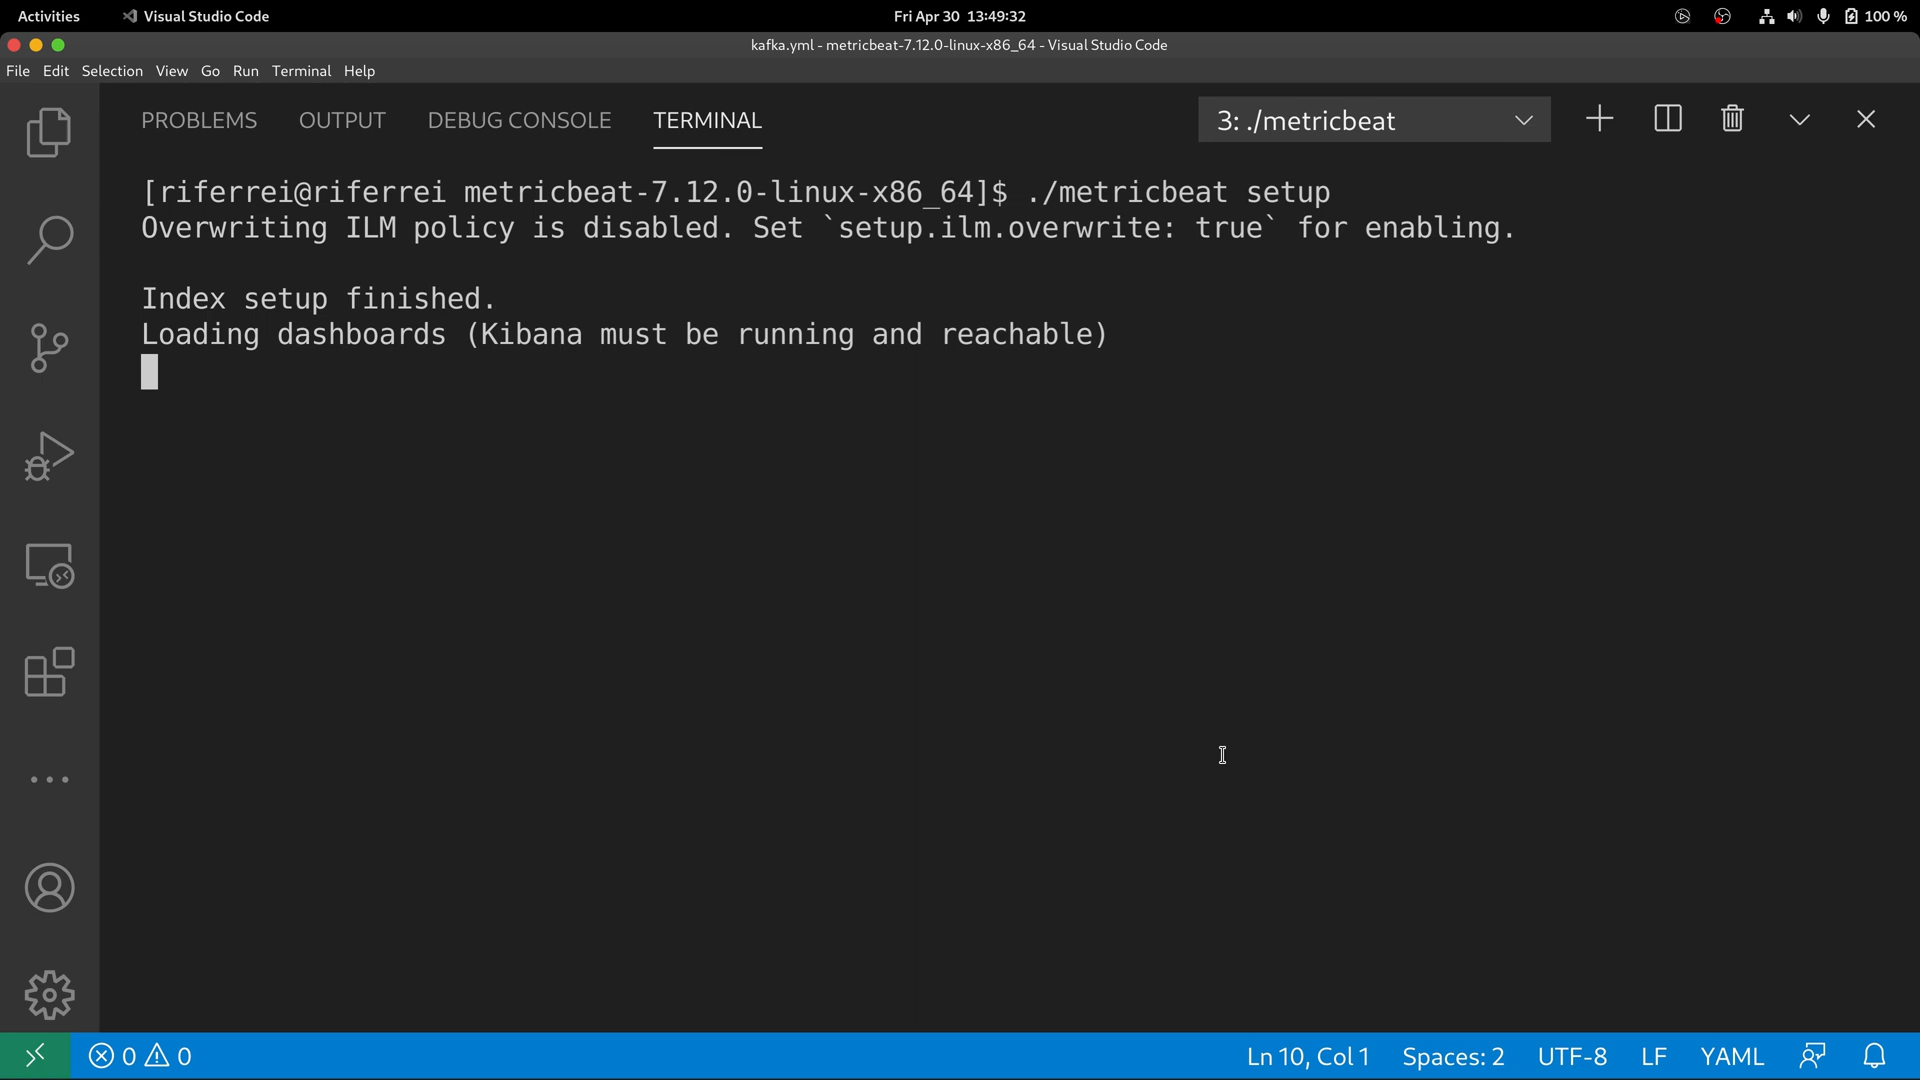 Activities Visual Studio Code Fri Apr 30 13:49:32 100 %
kafka.yml - metricbeat-7.12.0-linux-x86_64 - Visual Studio Code
File Edit Selection View Go Run Terminal Help
PROBLEMS OUTPUT DEBUG CONSOLE TERMINAL 3: ./metricbeat
[riferrei@riferrei metricbeat-7.12.0-linux-x86_64]$ ./metricbeat setup
Overwriting ILM policy is disabled. Set `setup.ilm.overwrite: true` for enabling.
Index setup finished.
Loading dashboards (Kibana must be running and reachable)
0 0 Ln 10, Col 1 Spaces: 2 UTF-8 LF YAML